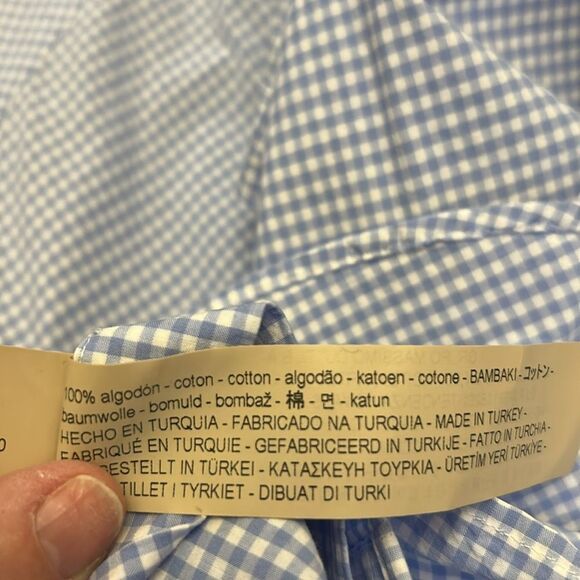 100% algodón - coton - cotton - algodão - katoen - cotone - BAMBAKI - コットン -
baumwolle - bomuld - bombaž - 棉 - 면 - katun
HECHO EN TURQUIA - FABRICADO NA TURQUIA - MADE IN TURKEY -
FABRIQUÉ EN TURQUIE - GEFABRICEERD IN TURKIJE - FATTO IN TURCHIA -
ESTELLT IN TÜRKEI - ΚΑΤΑΣΚΕΥΗ ΤΟΥΡΚΙΑ - ÜRETİM YERİ TÜRKİYE -
TILLET I TYRKIET - DIBUAT DI TURKI
0